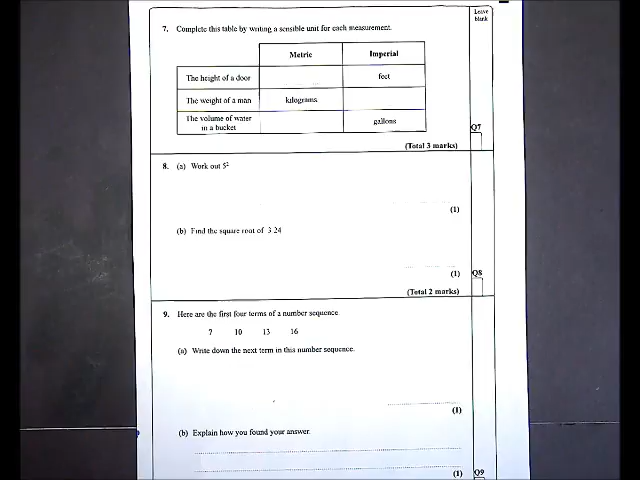 Leave
blank
7. Complete this table by writing a sensible unit for each measurement.
Metric Imperial
The height of a door feet
The weight of a man kilograms
The volume of water
in a bucket gallons
Q7
(Total 3 marks)
8. (a) Work out 5²
(1)
(b) Find the square root of 3.24
(1) Q8
(Total 2 marks)
9. Here are the first four terms of a number sequence
7 10 13 16
(a) Write down the next term in this number sequence.
(1)
(b) Explain how you found your answer.
(1) Q9